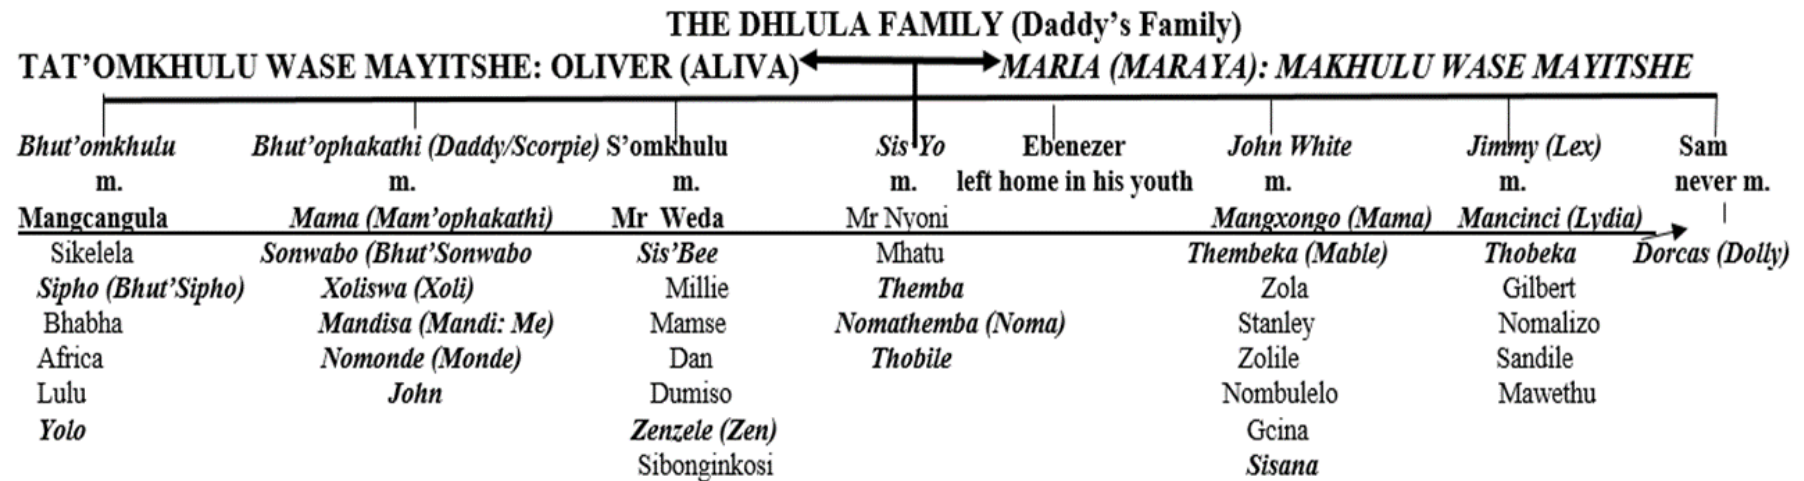 THE DHLULA FAMILY (Daddy's Family)
TAT'OMKHULU WASE MAYITSHE: OLIVER (ALIVA) MARIA (MARAYA): MAKHULU WASE MAYITSHE
Bhut'omkhulu Bhut'ophakathi (Daddy/Scorpie) S'omkhulu Sis'Yo Ebenezer John White Jimmy (Lex) Sam
m. m. m. m. left home in his youth m. m. never m.
Mangcangula Mama (Mam'ophakathi) Mr Weda Mr Nyoni Mangxongo (Mama) Mancinci (Lydia)
Sikelela Sonwabo (Bhut'Sonwabo Sis'Bee Mhatu Thembeka (Mable) Thobeka Dorcas (Dolly)
Sipho (Bhut'Sipho) Xoliswa (Xoli) Millie Themba Zola Gilbert
Bhabha Mandisa (Mandi: Me) Mamse Nomathemba (Noma) Stanley Nomalizo
Africa Nomonde (Monde) Dan Thobile Zolile Sandile
Lulu John Dumiso Nombulelo Mawethu
Yolo Zenzele (Zen) Gcina
Sibonginkosi Sisana